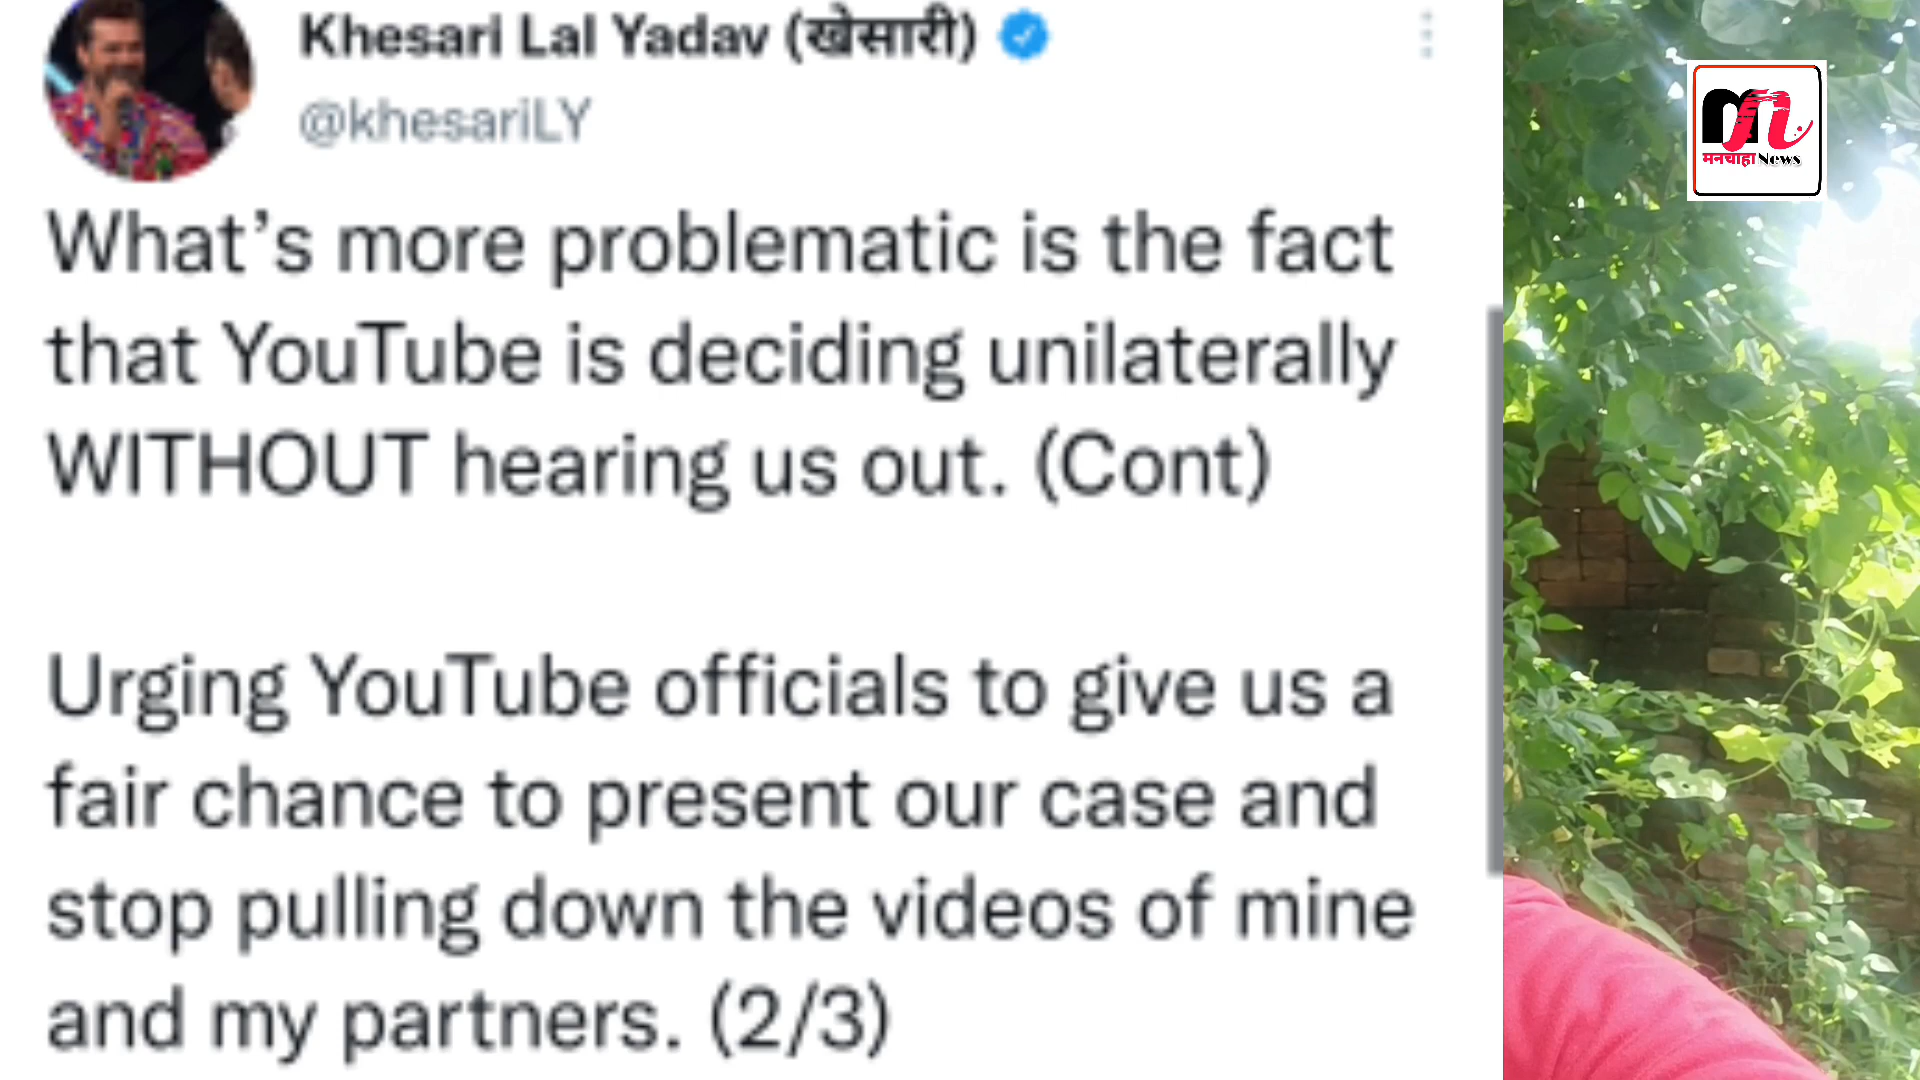 Khesari Lal Yadav (खेसारी)
@khesariLY
What's more problematic is the fact
that YouTube is deciding unilaterally
WITHOUT hearing us out. (Cont)
Urging YouTube officials to give us a
fair chance to present our case and
stop pulling down the videos of mine
and my partners. (2/3)
मनचाहा News